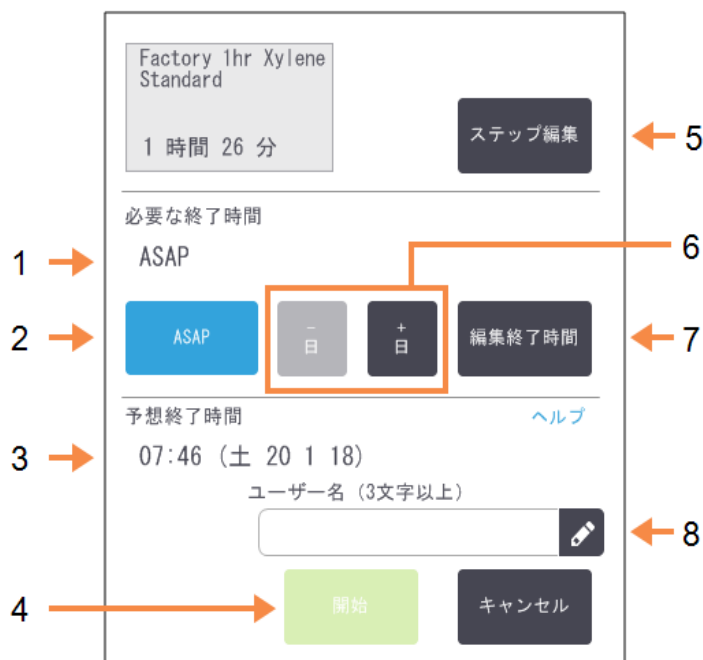 Factory 1hr Xylene
Standard
1 時間 26 分
ステップ編集
5
必要な終了時間
1
ASAP
6
2
ASAP
－
日
+
日
編集終了時間
7
予想終了時間
ヘルプ
3
07:46 (土 20 1 18)
ユーザー名 (3文字以上)
8
4
開始
キャンセル